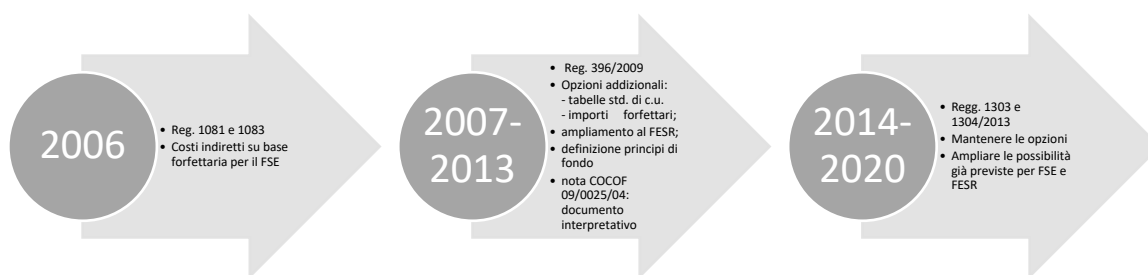 2006
• Reg. 1081 e 1083
• Costi indiretti su base
forfettaria per il FSE
2007-
2013
• Reg. 396/2009
• Opzioni addizionali:
- tabelle std. di c.u.
- importi forfettari;
• ampliamento al FESR;
• definizione principi di
fondo
• nota COCOF
09/0025/04:
documento
interpretativo
2014-
2020
• Regg. 1303 e
1304/2013
• Mantenere le opzioni
• Ampliare le possibilità
già previste per FSE e
FESR